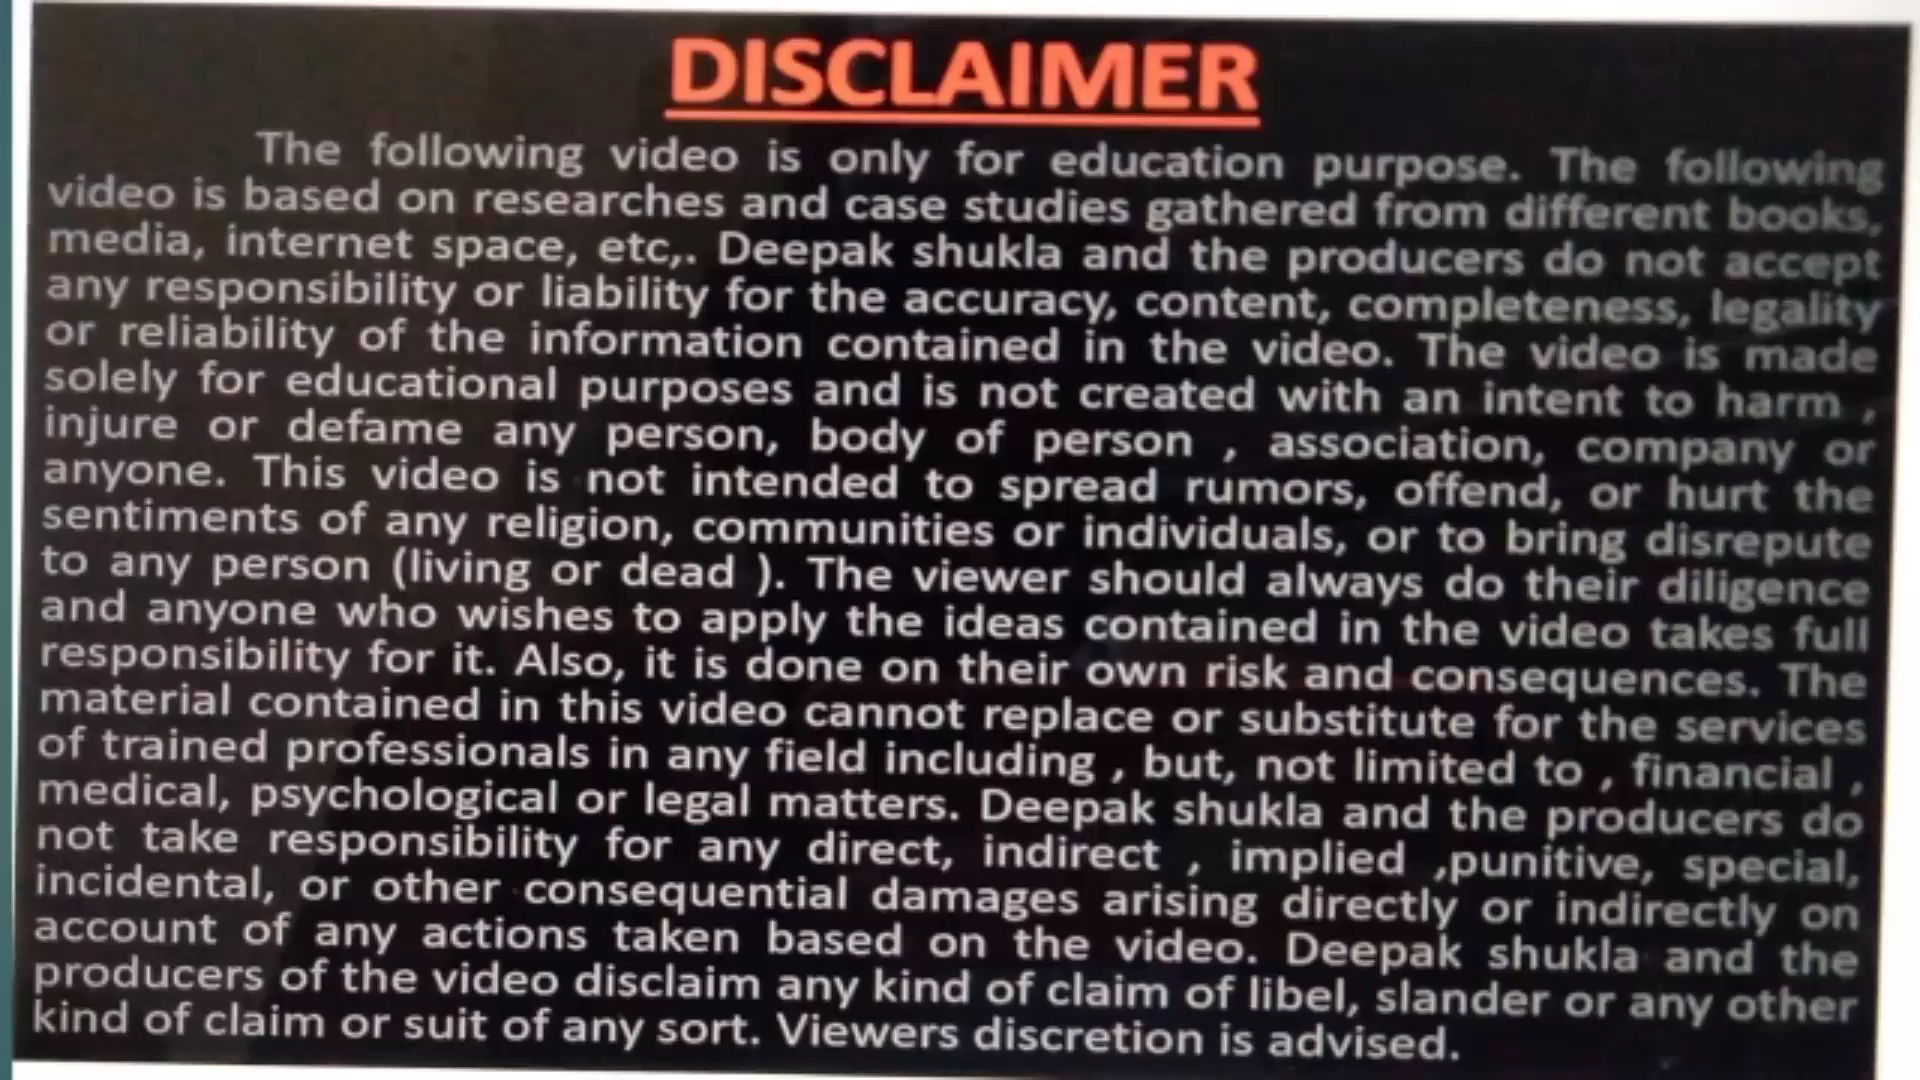 DISCLAIMER
The following video is only for education purpose. The following
video is based on researches and case studies gathered from different books,
media, internet space, etc,. Deepak shukla and the producers do not accept
any responsibility or liability for the accuracy, content, completeness, legality
or reliability of the information contained in the video. The video is made
solely for educational purposes and is not created with an intent to harm ,
injure or defame any person, body of person , association, company or
anyone. This video is not intended to spread rumors, offend, or hurt the
sentiments of any religion, communities or individuals, or to bring disrepute
to any person (living or dead ). The viewer should always do their diligence
and anyone who wishes to apply the ideas contained in the video takes full
responsibility for it. Also, it is done on their own risk and consequences. The
material contained in this video cannot replace or substitute for the services
of trained professionals in any field including , but, not limited to , financial ,
medical, psychological or legal matters. Deepak shukla and the producers do
not take responsibility for any direct, indirect , implied ,punitive, special,
incidental, or other consequential damages arising directly or indirectly on
account of any actions taken based on the video. Deepak shukla and the
producers of the video disclaim any kind of claim of libel, slander or any other
kind of claim or suit of any sort. Viewers discretion is advised.